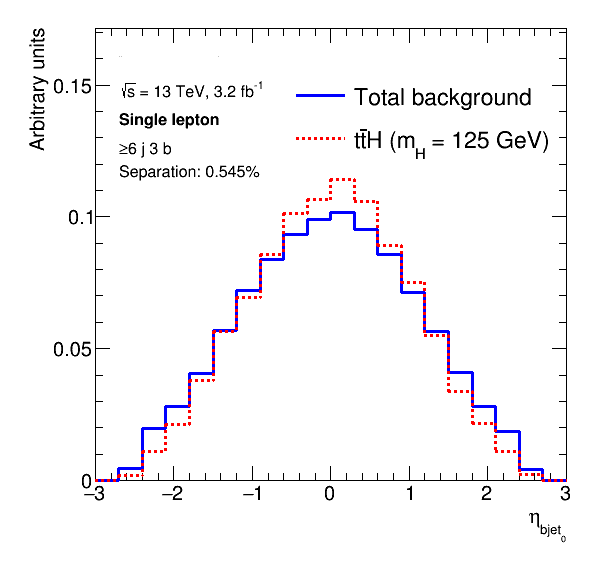 Arbitrary units
√s = 13 TeV, 3.2 fb⁻¹
Single lepton
≥6 j 3 b
Separation: 0.545%
Total background
tt̄H (m_H = 125 GeV)
0.15
0.1
0.05
0
−3 −2 −1 0 1 2 3
η_bjet_0